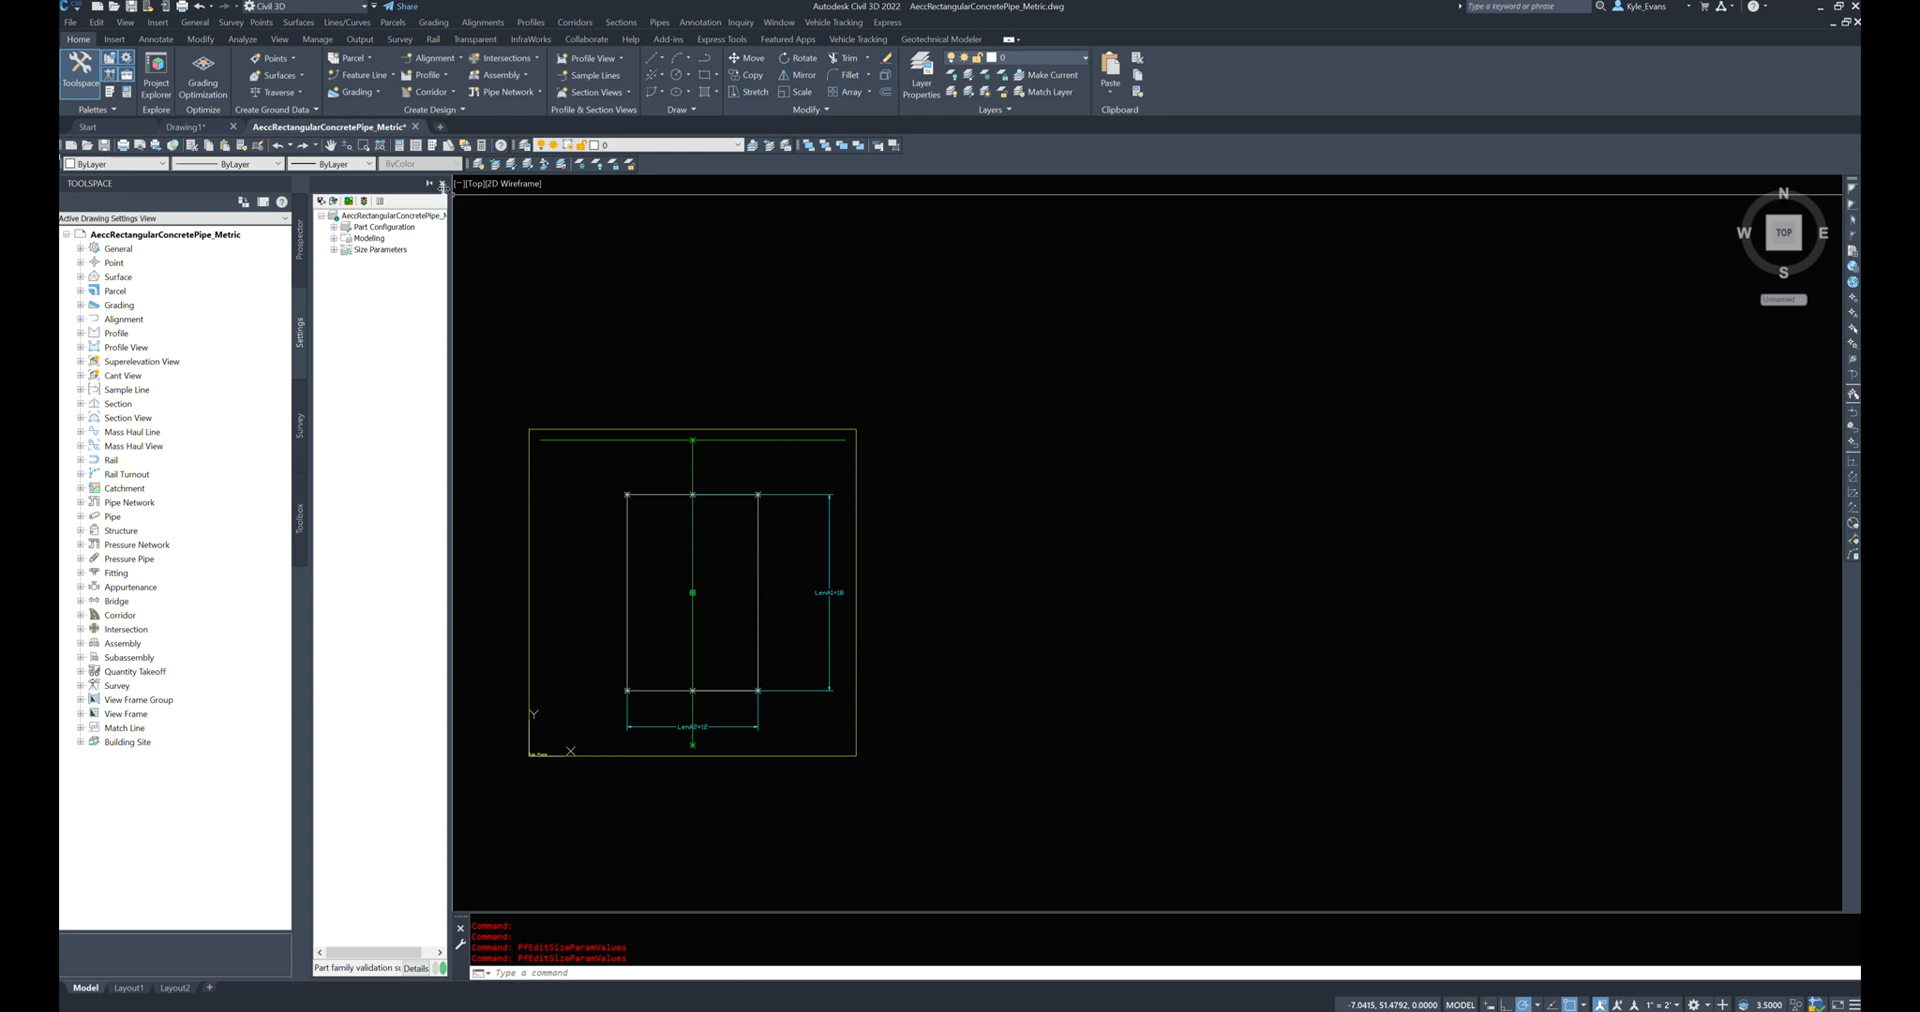 Civil 3D
Share
Autodesk Civil 3D 2022 AeccRectangularConcretePipe_Metric.dwg
Type a keyword or phrase
Kyle_Evans
File Edit View Insert General Survey Points Surfaces Lines/Curves Parcels Grading Alignments Profiles Corridors Sections Pipes Annotation Inquiry Window Vehicle Tracking Express
Home Insert Annotate Modify Analyze View Manage Output Survey Rail Transparent InfraWorks Collaborate Help Add-ins Express Tools Featured Apps Vehicle Tracking Geotechnical Modeler
Points Parcel Alignment Intersections Profile View Move Rotate Trim 0
Toolspace Project Explorer Grading Optimization Surfaces Feature Line Profile Assembly Sample Lines Copy Mirror Fillet Layer Properties Make Current Paste
Traverse Grading Corridor Pipe Network Section Views Stretch Scale Array Match Layer
Palettes Explore Optimize Create Ground Data Create Design Profile & Section Views Draw Modify Layers Clipboard
Start Drawing1* AeccRectangularConcretePipe_Metric*
0
ByLayer ByLayer ByLayer ByColor
TOOLSPACE
[−][Top][2D Wireframe]
Active Drawing Settings View
AeccRectangularConcretePipe_Metric
General
Point
Surface
Parcel
Grading
Alignment
Profile
Profile View
Superelevation View
Cant View
Sample Line
Section
Section View
Mass Haul Line
Mass Haul View
Rail
Rail Turnout
Catchment
Pipe Network
Pipe
Structure
Pressure Network
Pressure Pipe
Fitting
Appurtenance
Bridge
Corridor
Intersection
Assembly
Subassembly
Quantity Takeoff
Survey
View Frame Group
View Frame
Match Line
Building Site
Prospector
Settings
Survey
Toolbox
AeccRectangularConcretePipe_M
Part Configuration
Modeling
Size Parameters
Part family validation su Details
N
W TOP E
S
Unnamed
LenA1=18
LenA2=12
Y
X
Command:
Command:
Command: PfEditSizeParamValues
Command: PfEditSizeParamValues
Type a command
Model Layout1 Layout2
-7.0415, 51.4792, 0.0000 MODEL 1" = 2' 3.5000